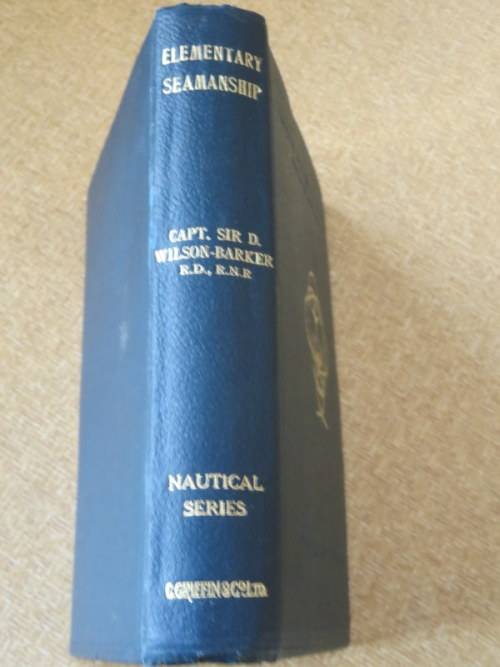 ELEMENTARY
SEAMANSHIP
CAPT. SIR D.
WILSON-BARKER
R.D., R.N.R
NAUTICAL
SERIES
C.GRIFFIN & Co. LTD.